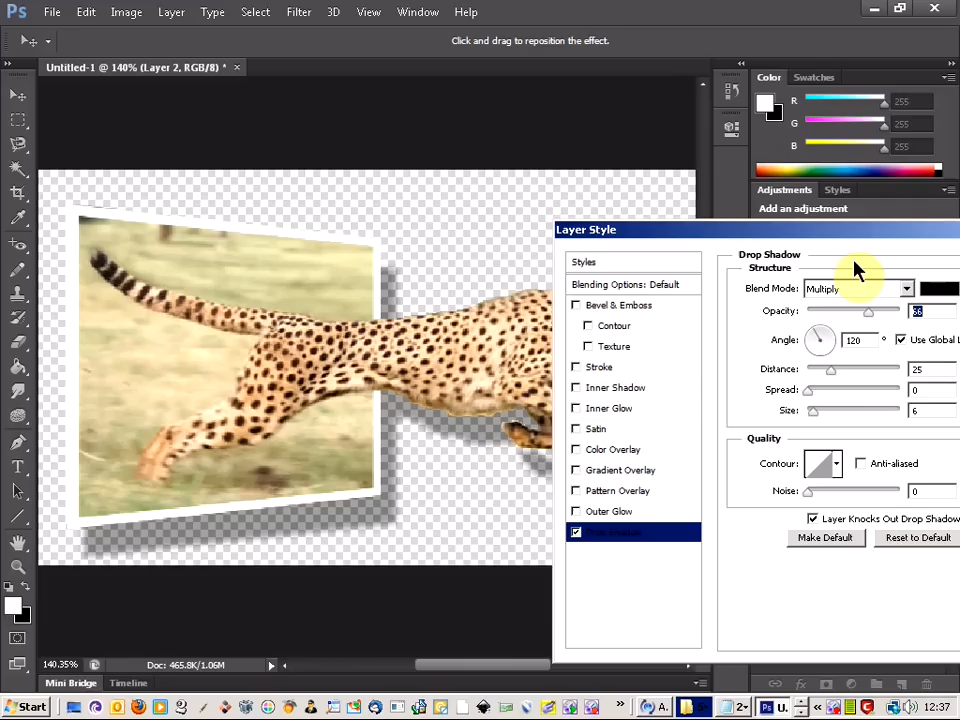 Ps File Edit Image Layer Type Select Filter 3D View Window Help
Click and drag to reposition the effect.
Untitled-1 @ 140% (Layer 2, RGB/8) * ×
Color Swatches
R 255
G 255
B 255
Adjustments Styles
Add an adjustment
Layer Style
Styles
Blending Options: Default
Bevel & Emboss
Contour
Texture
Stroke
Inner Shadow
Inner Glow
Satin
Color Overlay
Gradient Overlay
Pattern Overlay
Outer Glow
Drop Shadow
Drop Shadow
Structure
Blend Mode: Multiply
Opacity: 66
Angle: 120 ° Use Global L
Distance: 25
Spread: 0
Size: 6
Quality
Contour: Anti-aliased
Noise: 0
Layer Knocks Out Drop Shadow
Make Default Reset to Default
140.35% Doc: 465.8K/1.06M
Mini Bridge Timeline
Start A. 2 U. 12:37